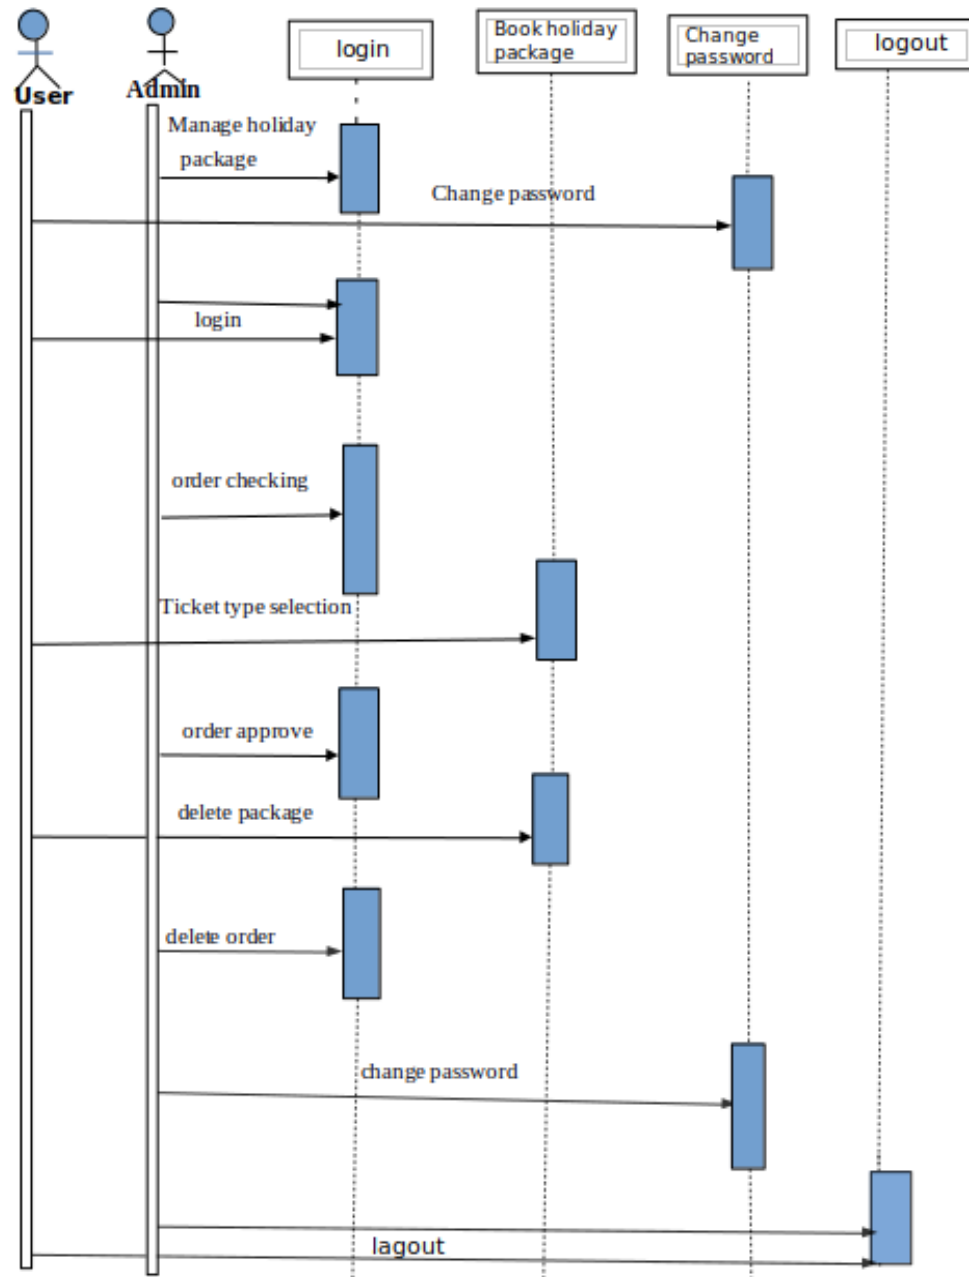 login
Book holiday
package
Change
password
logout
User
Admin
Manage holiday
package
Change password
login
order checking
Ticket type selection
order approve
delete package
delete order
change password
lagout